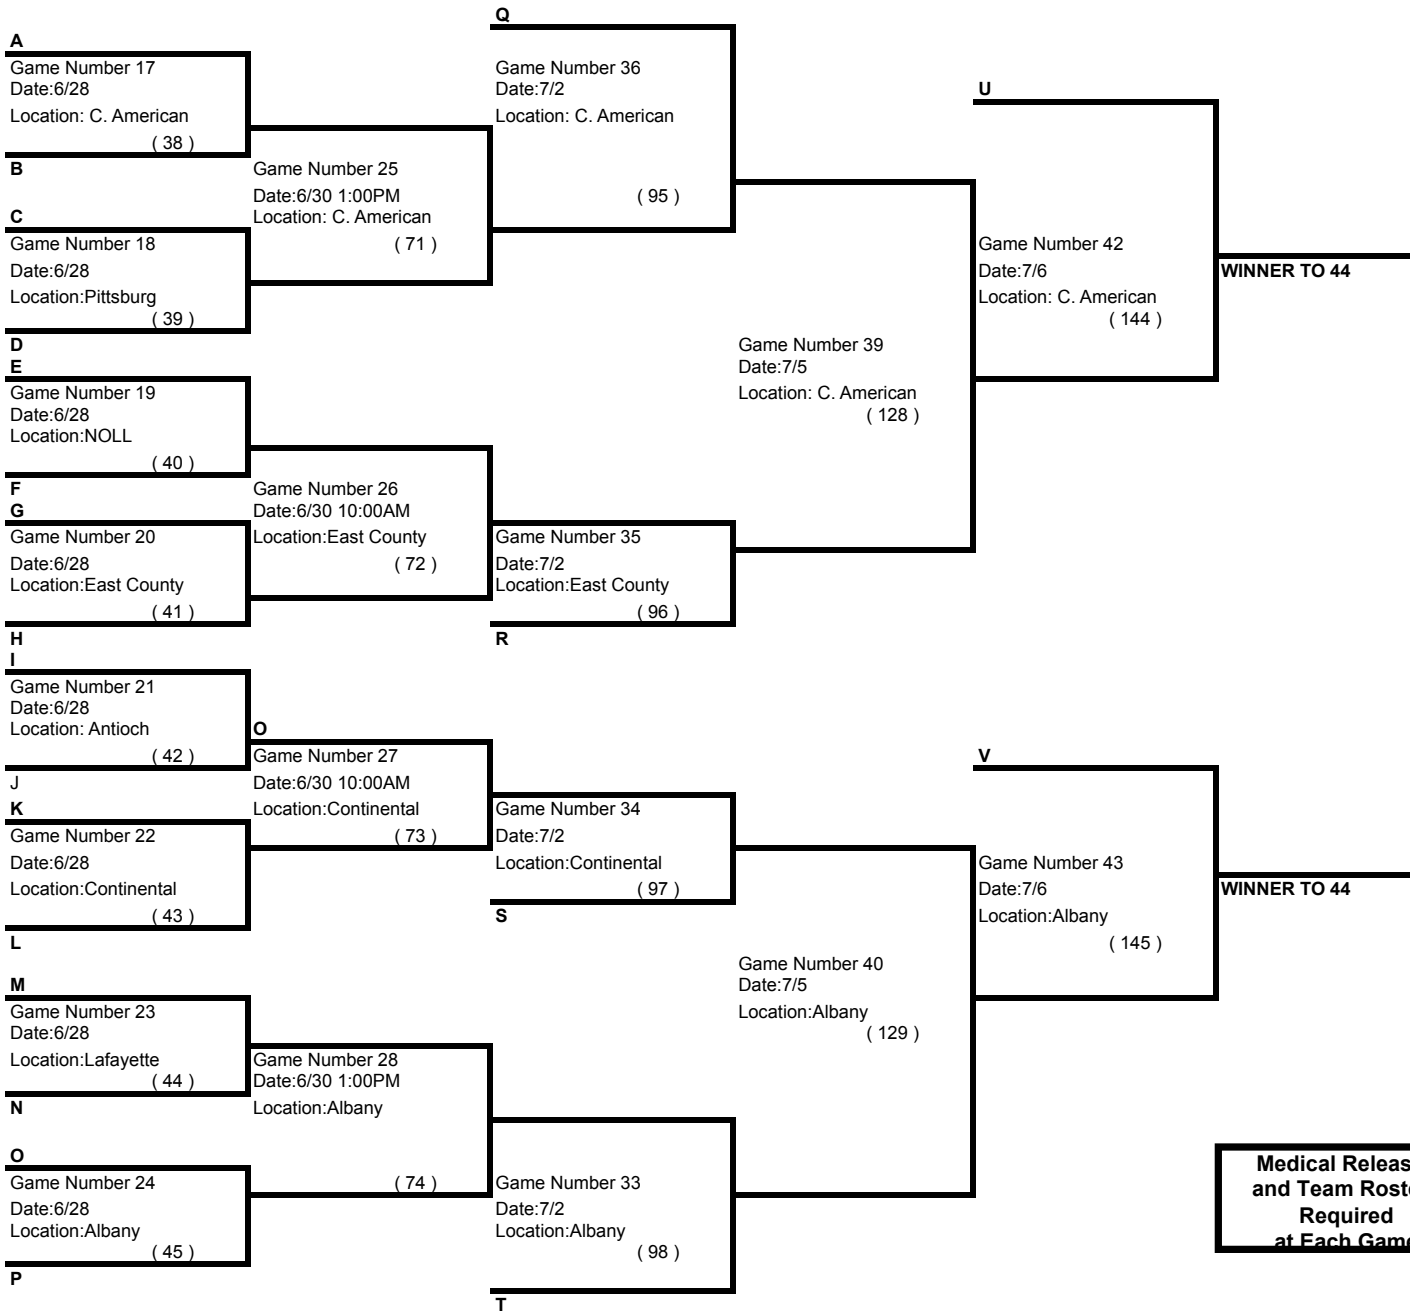 A
Game Number 17
Date:6/28
Location: C. American
( 38 )
B
C
Game Number 18
Date:6/28
Location:Pittsburg
( 39 )
D
E
Game Number 19
Date:6/28
Location:NOLL
( 40 )
F
G
Game Number 20
Date:6/28
Location:East County
( 41 )
H
I
Game Number 21
Date:6/28
Location: Antioch
( 42 )
J
K
Game Number 22
Date:6/28
Location:Continental
( 43 )
L
M
Game Number 23
Date:6/28
Location:Lafayette
( 44 )
N
O
Game Number 24
Date:6/28
Location:Albany
( 45 )
P
Game Number 25
Date:6/30 1:00PM
Location: C. American
( 71 )
Game Number 26
Date:6/30 10:00AM
Location:East County
( 72 )
O
Game Number 27
Date:6/30 10:00AM
Location:Continental
( 73 )
Game Number 28
Date:6/30 1:00PM
Location:Albany
( 74 )
Q
Game Number 36
Date:7/2
Location: C. American
( 95 )
Game Number 35
Date:7/2
Location:East County
( 96 )
R
Game Number 34
Date:7/2
Location:Continental
( 97 )
S
Game Number 33
Date:7/2
Location:Albany
( 98 )
T
Game Number 39
Date:7/5
Location: C. American
( 128 )
Game Number 40
Date:7/5
Location:Albany
( 129 )
U
Game Number 42
Date:7/6
Location: C. American
( 144 )
V
Game Number 43
Date:7/6
Location:Albany
( 145 )
WINNER TO 44
WINNER TO 44
Medical Releas
and Team Rost
Required
at Each Game